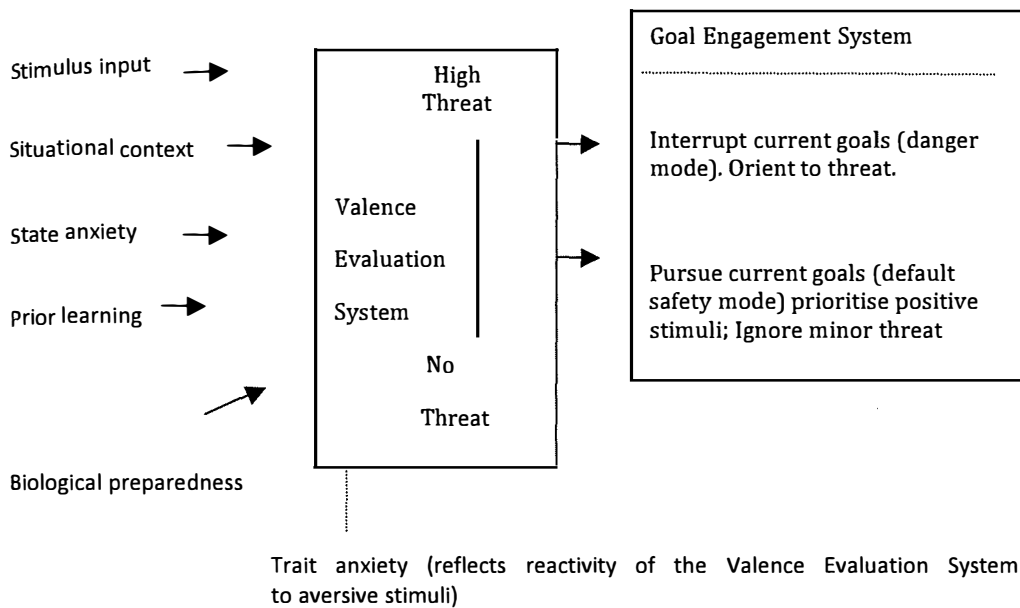 Stimulus input
Situational context
State anxiety
Prior learning
Biological preparedness
High
Threat
Valence
Evaluation
System
No
Threat
Goal Engagement System
Interrupt current goals (danger
mode). Orient to threat.
Pursue current goals (default
safety mode) prioritise positive
stimuli; Ignore minor threat
Trait anxiety (reflects reactivity of the Valence Evaluation System
to aversive stimuli)